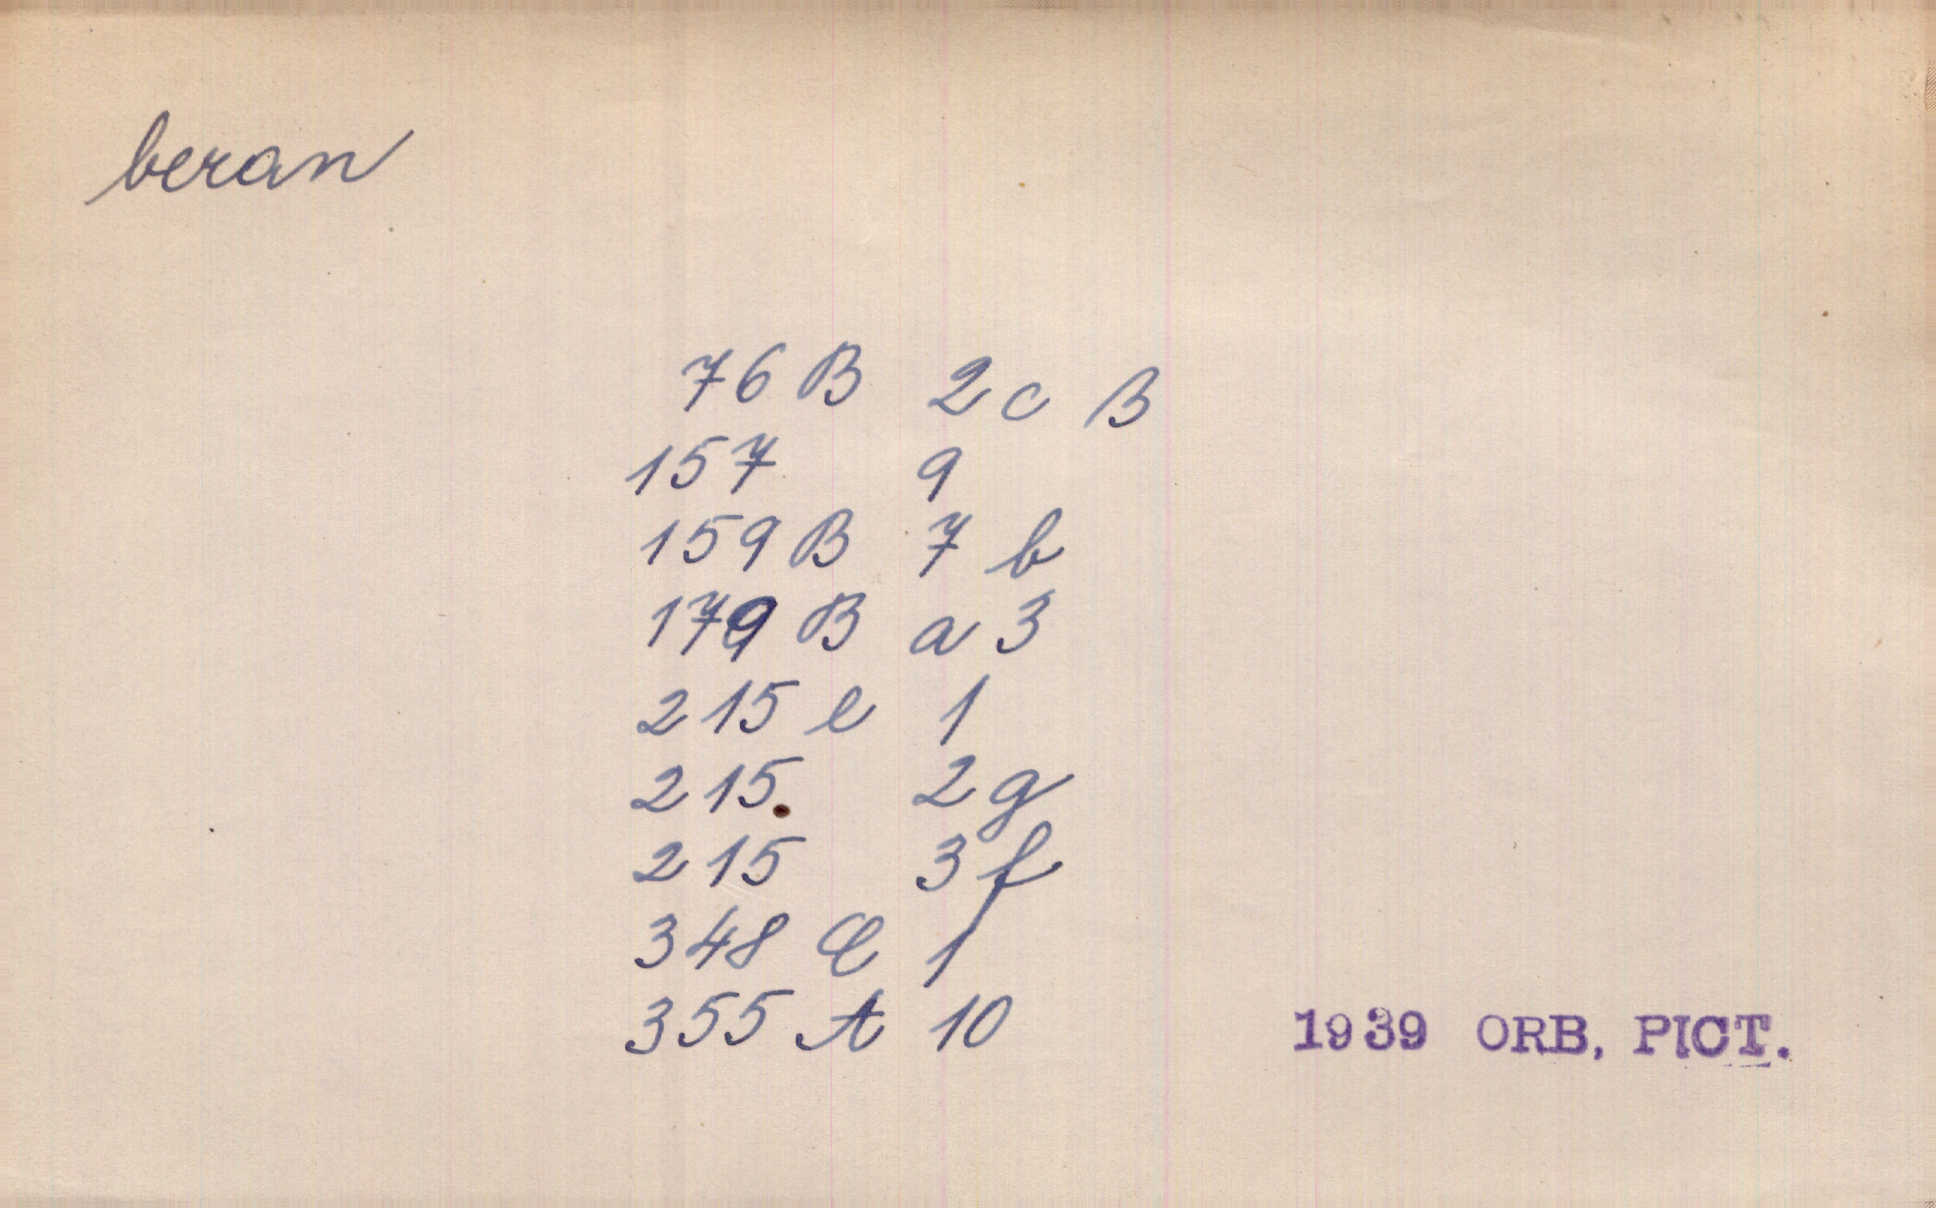 beran
76 B 2 c B
157 9
159 B 7 b
179 B a 3
215 e 1
215. 2 g
215 3 f
348 C 1
355 A 10
1939 ORB, PICT.